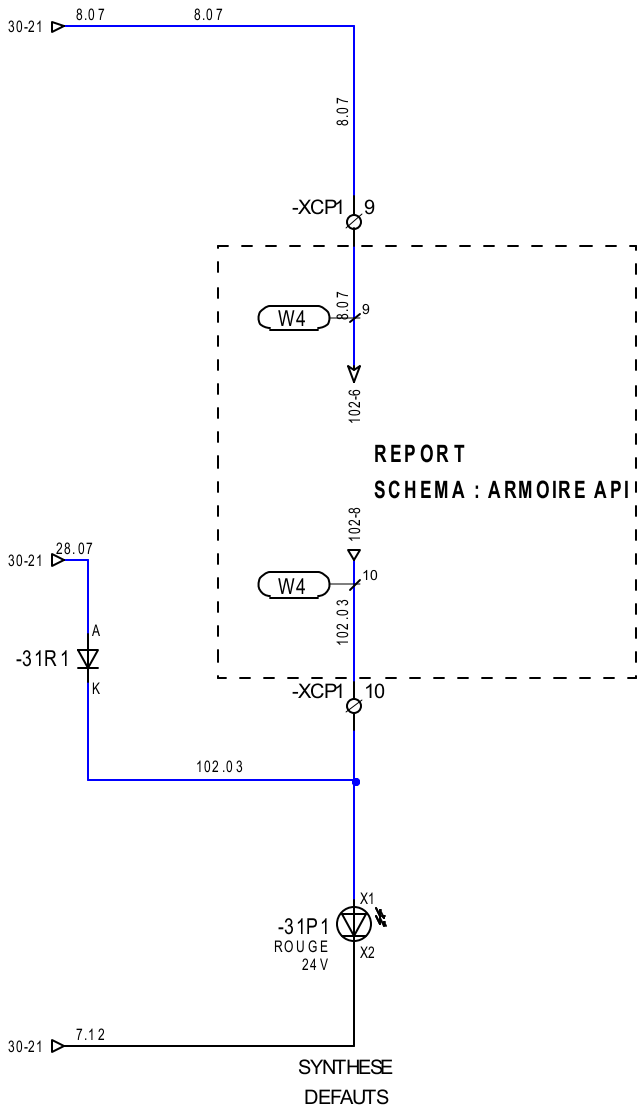 8.07
8.07
30-21
8.07
-XCP1 9
8.07
9
W4
102-6
REPORT
SCHEMA : ARMOIRE API
102-8
28.07
30-21
10
W4
102.03
A
-31R1
K
-XCP1 10
102.03
X1
-31P1
ROUGE
X2
24V
7.12
30-21
SYNTHESE
DEFAUTS